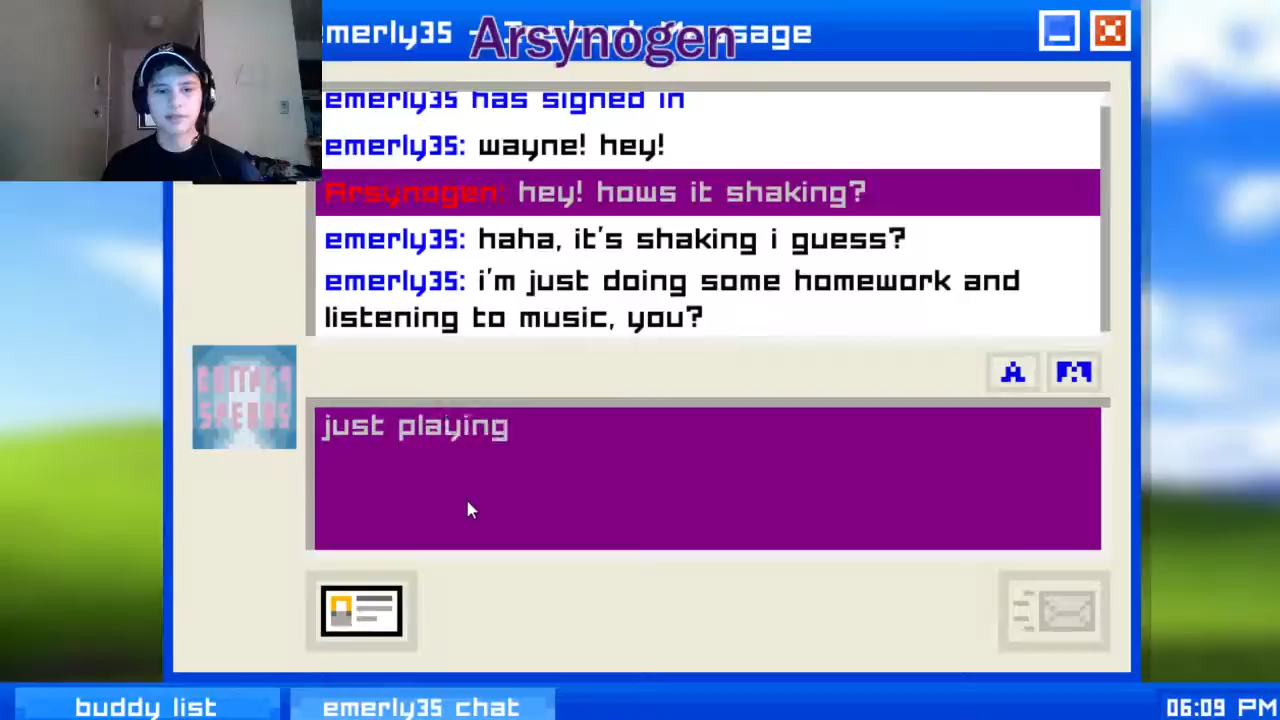 emerly35 - Instant Message
Arsynogen
emerly35 has signed in
emerly35: wayne! hey!
Arsynogen: hey! hows it shaking?
emerly35: haha, it's shaking i guess?
emerly35: i'm just doing some homework and
listening to music, you?
A
just playing
buddy list
emerly35 chat
06:09 PM